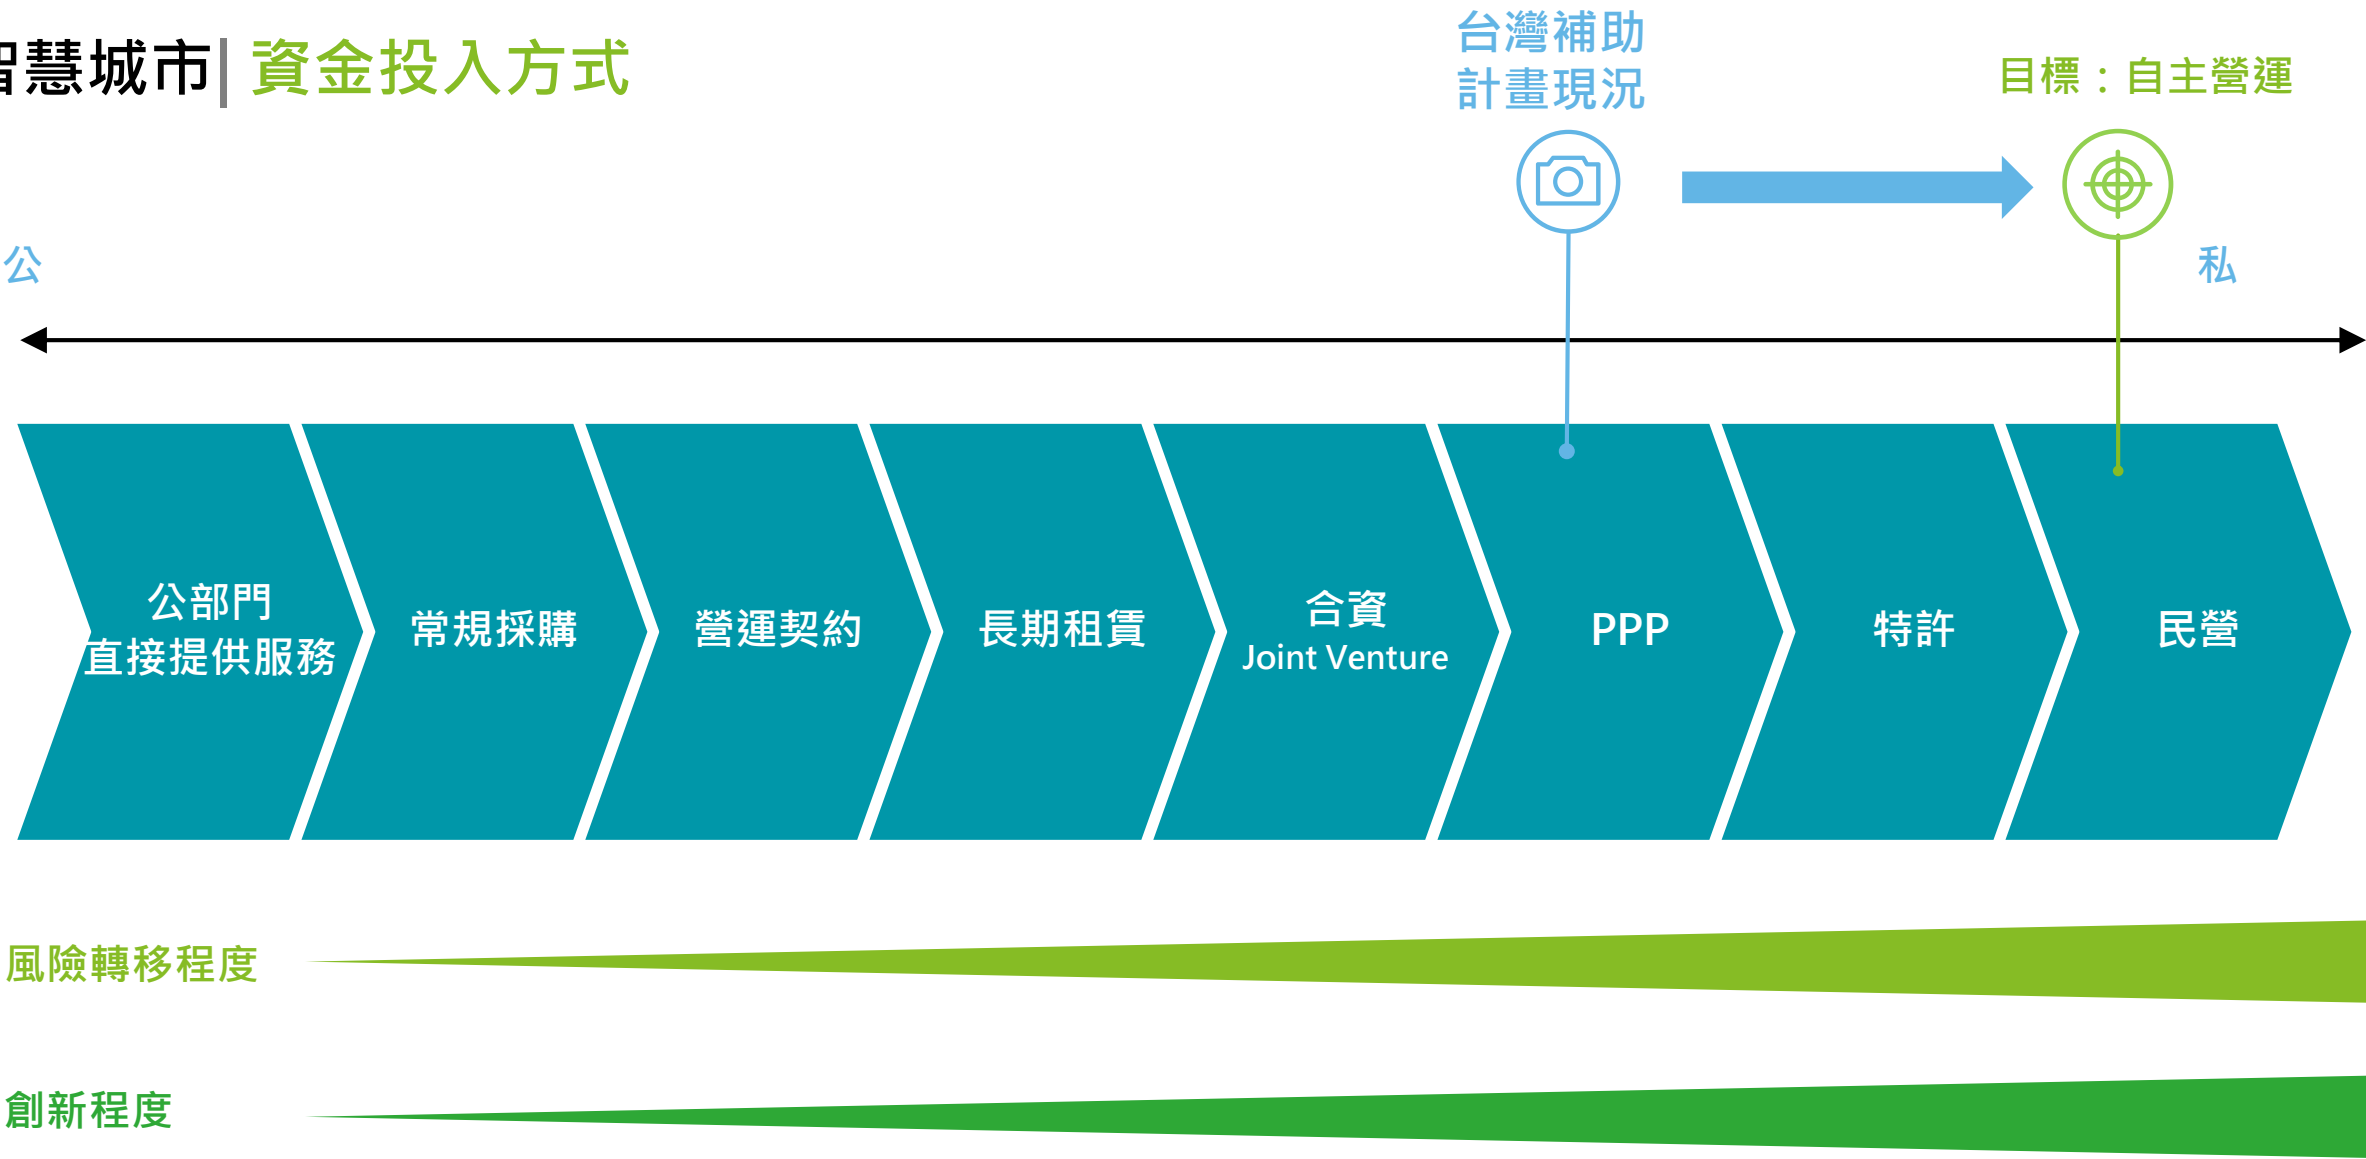 智慧城市| 資金投入方式
台灣補助
計畫現況
目標：自主營運
公
私
公部門
直接提供服務
常規採購
營運契約
長期租賃
合資
Joint Venture
PPP
特許
民營
風險轉移程度
創新程度